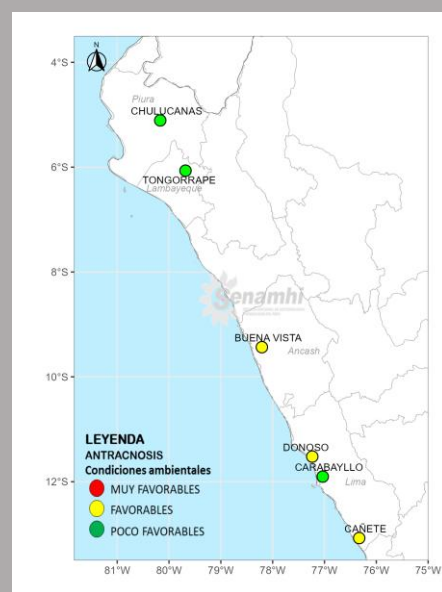 N
4°S
Piura
CHULUCANAS
6°S
TONGORRAPE
Lambayeque
8°S
Senamhi
BUENA VISTA
Ancash
10°S
LEYENDA
ANTRACNOSIS
Condiciones ambientales
MUY FAVORABLES
FAVORABLES
POCO FAVORABLES
DONOSO
CARABAYLLO
12°S
Lima
CAÑETE
81°W 80°W 79°W 78°W 77°W 76°W 75°W